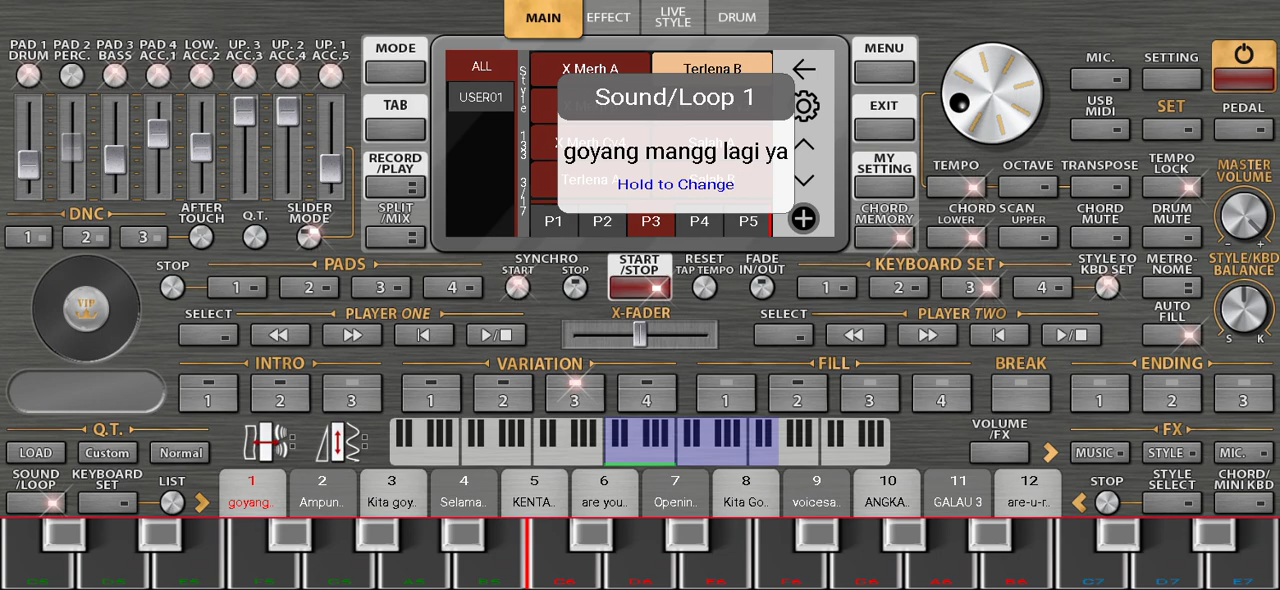 MAIN
EFFECT
LIVE STYLE
DRUM
PAD 1 DRUM
PAD 2 PERC.
PAD 3 BASS
PAD 4 ACC.1
LOW. ACC.2
UP. 3 ACC.3
UP. 2 ACC.4
UP. 1 ACC.5
MODE
TAB
RECORD /PLAY
SPLIT /MIX
ALL
USER01
Style
X Merh A
Terlena B
Sound/Loop 1
goyang mangg lagi ya
Hold to Change
P1
P2
P3
P4
P5
MENU
EXIT
MY SETTING
CHORD MEMORY
MIC.
SETTING
USB MIDI
SET
PEDAL
TEMPO
OCTAVE
TRANSPOSE
TEMPO LOCK
MASTER VOLUME
CHORD SCAN
LOWER
UPPER
CHORD MUTE
DRUM MUTE
- +
DNC
1
2
3
AFTER TOUCH
Q.T.
SLIDER MODE
VIP
STOP
PADS
1
2
3
4
SYNCHRO
START
STOP
START /STOP
RESET
TAP TEMPO
FADE IN/OUT
KEYBOARD SET
1
2
3
4
STYLE TO KBD SET
METRO-NOME
STYLE/KBD BALANCE
S K
SELECT
PLAYER ONE
X-FADER
SELECT
PLAYER TWO
AUTO FILL
INTRO
1
2
3
VARIATION
1
2
3
4
FILL
1
2
3
4
BREAK
ENDING
1
2
3
Q.T.
LOAD
Custom
Normal
VOLUME /FX
FX
MUSIC
STYLE
MIC.
SOUND /LOOP
KEYBOARD SET
LIST
1
goyang..
2
Ampun..
3
Kita goy..
4
Selama..
5
KENTA..
6
are you..
7
Openin..
8
Kita Go..
9
voicesa..
10
ANGKA..
11
GALAU 3
12
are-u-r..
STOP
STYLE SELECT
CHORD/ MINI KBD
C7
D7
E7